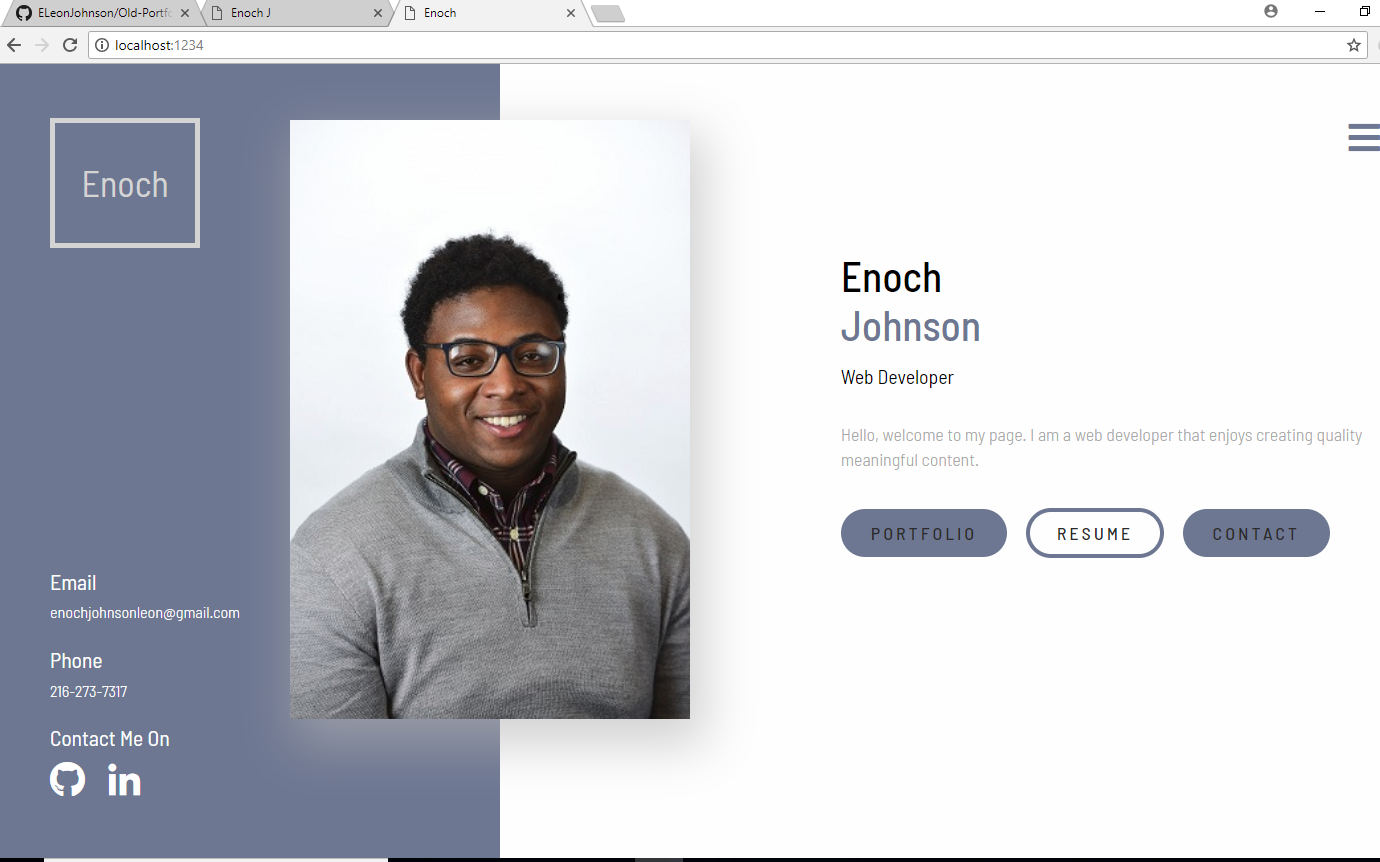 ELeonJohnson/Old-Portfo
Enoch J
Enoch
localhost:1234
Enoch
Enoch
Johnson
Web Developer
Hello, welcome to my page. I am a web developer that enjoys creating quality
meaningful content.
PORTFOLIO
RESUME
CONTACT
Email
enochjohnsonleon@gmail.com
Phone
216-273-7317
Contact Me On
in